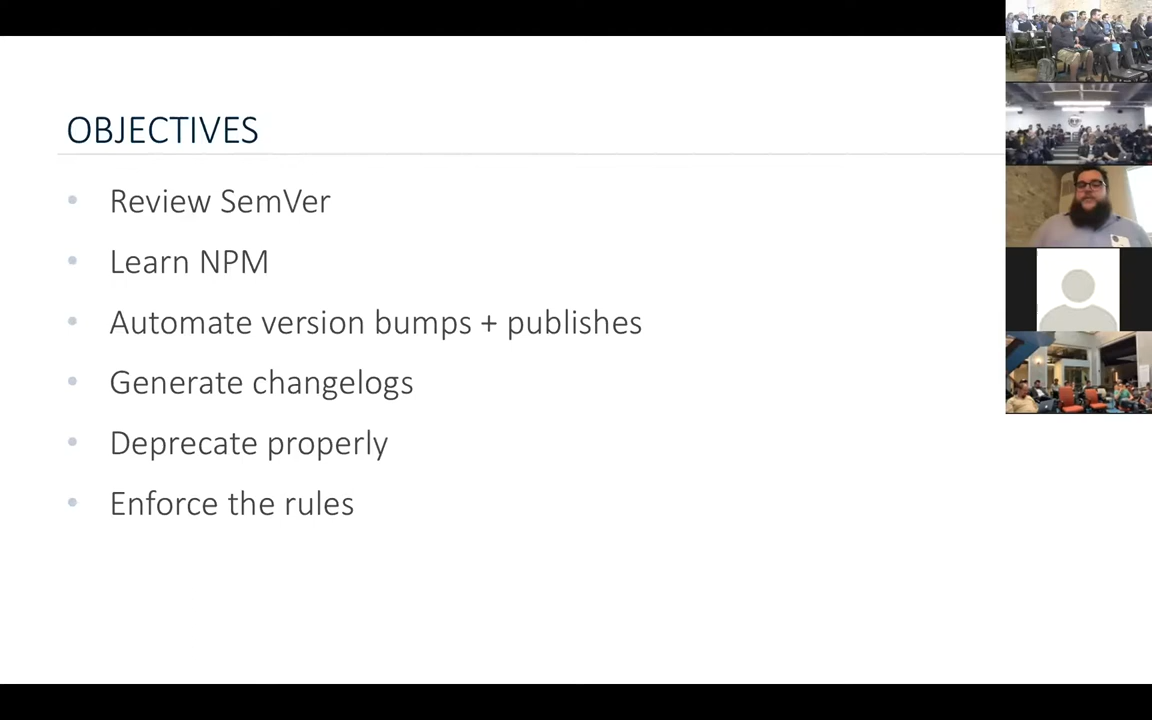 OBJECTIVES
• Review SemVer
• Learn NPM
• Automate version bumps + publishes
• Generate changelogs
• Deprecate properly
• Enforce the rules